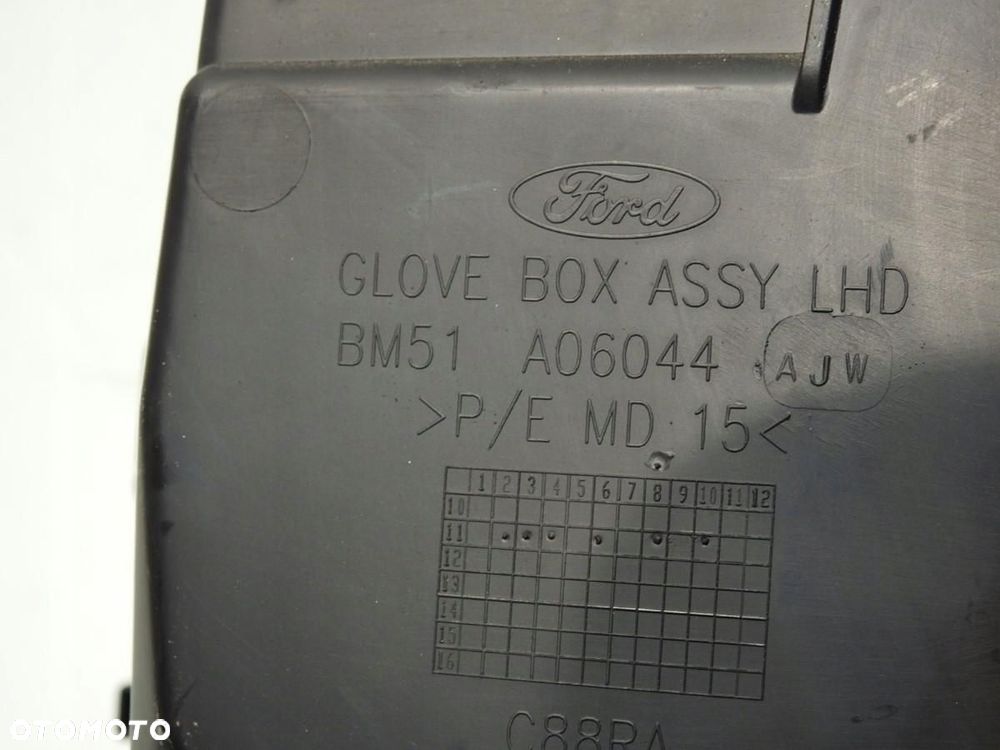 Ford
GLOVE BOX ASSY LHD
BM51 A06044 AJW
>P/E MD 15<
1 2 3 4 5 6 7 8 9 10 11 12
10
11
12
13
14
15
16
C88RA
OTOMOTO